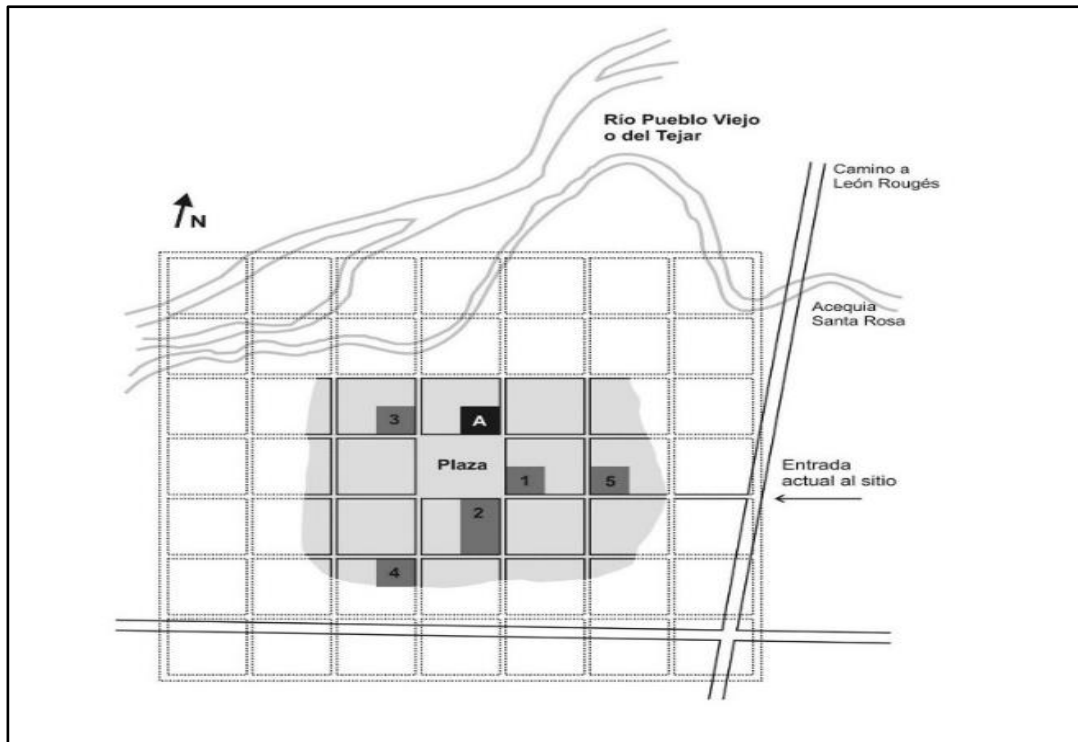 Río Pueblo Viejo
o del Tejar
Camino a
León Rougés
N
Acequia
Santa Rosa
3
A
Plaza
1
5
Entrada
actual al sitio
2
4